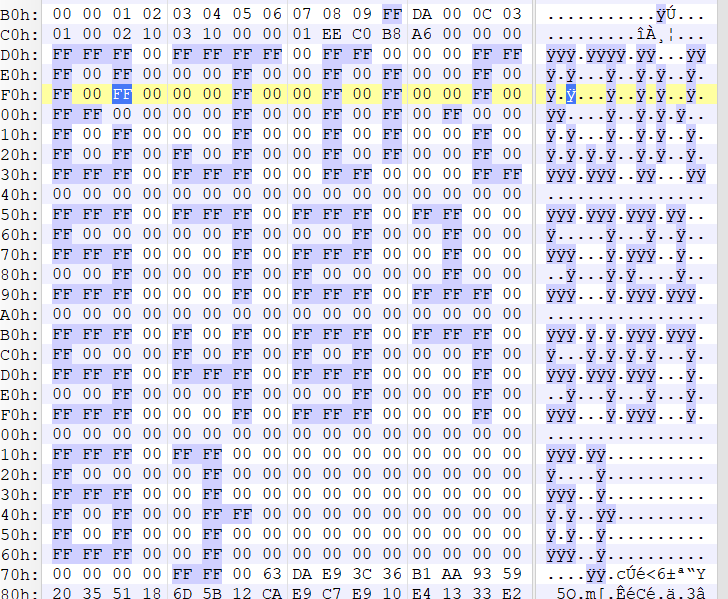 B0h: 00 00 01 02 03 04 05 06 07 08 09 FF DA 00 0C 03 ...........ÿÚ...
C0h: 01 00 02 10 03 10 00 00 01 EE C0 B8 A6 00 00 00 .........îÀ¸¦...
D0h: FF FF FF 00 FF FF FF FF 00 FF FF 00 00 00 FF FF ÿÿÿ.ÿÿÿÿ.ÿÿ...ÿÿ
E0h: FF 00 FF 00 00 00 FF 00 00 FF 00 FF 00 00 FF 00 ÿ.ÿ...ÿ..ÿ.ÿ..ÿ.
F0h: FF 00 FF 00 00 00 FF 00 00 FF 00 FF 00 00 FF 00 ÿ.ÿ...ÿ..ÿ.ÿ..ÿ.
00h: FF FF 00 00 00 00 FF 00 00 FF 00 FF 00 FF 00 00 ÿÿ....ÿ..ÿ.ÿ.ÿ..
10h: FF 00 FF 00 00 00 FF 00 00 FF 00 FF 00 00 FF 00 ÿ.ÿ...ÿ..ÿ.ÿ..ÿ.
20h: FF 00 FF 00 FF 00 FF 00 00 FF 00 FF 00 00 FF 00 ÿ.ÿ.ÿ.ÿ..ÿ.ÿ..ÿ.
30h: FF FF FF 00 FF FF FF 00 00 FF FF 00 00 00 FF FF ÿÿÿ.ÿÿÿ..ÿÿ...ÿÿ
40h: 00 00 00 00 00 00 00 00 00 00 00 00 00 00 00 00 ................
50h: FF FF FF 00 FF FF FF 00 FF FF FF 00 FF FF 00 00 ÿÿÿ.ÿÿÿ.ÿÿÿ.ÿÿ..
60h: FF 00 00 00 00 00 FF 00 00 00 FF 00 00 FF 00 00 ÿ.....ÿ...ÿ..ÿ..
70h: FF FF FF 00 00 00 FF 00 FF FF FF 00 00 FF 00 00 ÿÿÿ...ÿ.ÿÿÿ..ÿ..
80h: 00 00 FF 00 00 00 FF 00 FF 00 00 00 00 FF 00 00 ..ÿ...ÿ.ÿ....ÿ..
90h: FF FF FF 00 00 00 FF 00 FF FF FF 00 FF FF FF 00 ÿÿÿ...ÿ.ÿÿÿ.ÿÿÿ.
A0h: 00 00 00 00 00 00 00 00 00 00 00 00 00 00 00 00 ................
B0h: FF FF FF 00 FF 00 FF 00 FF FF FF 00 FF FF FF 00 ÿÿÿ.ÿ.ÿ.ÿÿÿ.ÿÿÿ.
C0h: FF 00 00 00 FF 00 FF 00 FF 00 FF 00 00 00 FF 00 ÿ...ÿ.ÿ.ÿ.ÿ...ÿ.
D0h: FF FF FF 00 FF FF FF 00 FF FF FF 00 00 00 FF 00 ÿÿÿ.ÿÿÿ.ÿÿÿ...ÿ.
E0h: 00 00 FF 00 00 00 FF 00 00 00 FF 00 00 00 FF 00 ..ÿ...ÿ...ÿ...ÿ.
F0h: FF FF FF 00 00 00 FF 00 FF FF FF 00 00 00 FF 00 ÿÿÿ...ÿ.ÿÿÿ...ÿ.
00h: 00 00 00 00 00 00 00 00 00 00 00 00 00 00 00 00 ................
10h: FF FF FF 00 FF FF 00 00 00 00 00 00 00 00 00 00 ÿÿÿ.ÿÿ..........
20h: FF 00 00 00 00 FF 00 00 00 00 00 00 00 00 00 00 ÿ....ÿ..........
30h: FF FF FF 00 00 FF 00 00 00 00 00 00 00 00 00 00 ÿÿÿ..ÿ..........
40h: FF 00 FF 00 00 FF FF 00 00 00 00 00 00 00 00 00 ÿ.ÿ..ÿÿ.........
50h: FF 00 FF 00 00 FF 00 00 00 00 00 00 00 00 00 00 ÿ.ÿ..ÿ..........
60h: FF FF FF 00 00 FF 00 00 00 00 00 00 00 00 00 00 ÿÿÿ..ÿ..........
70h: 00 00 00 00 FF FF 00 63 DA E9 3C 36 B1 AA 93 59 ....ÿÿ.cÚé<6±ª“Y
80h: 20 35 51 18 6D 5B 12 CA E9 C7 E9 10 E4 13 33 E2 5Q.m[.ÊéÇé.ä.3â